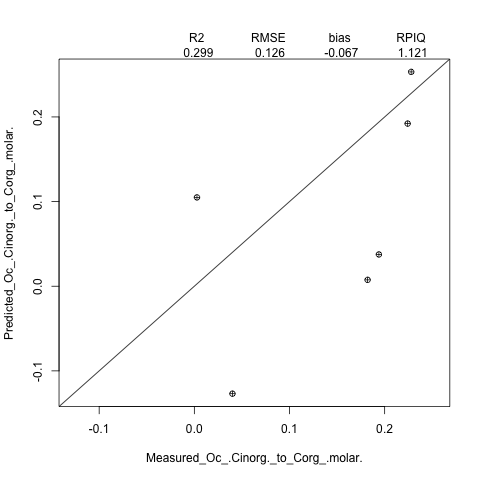 R2 RMSE bias RPIQ
0.299 0.126 -0.067 1.121
Predicted_Oc_.Cinorg._to_Corg_.molar.
0.2
0.1
0.0
-0.1
-0.1 0.0 0.1 0.2
Measured_Oc_.Cinorg._to_Corg_.molar.